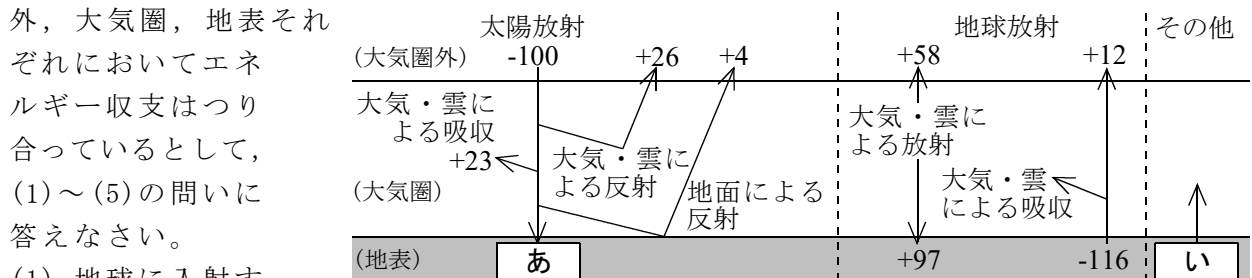 外，大気圏，地表それ
ぞれにおいてエネ
ルギー収支はつり
合っているとして，
(1)～(5)の問いに
答えなさい。
(1) 地球に入射す
太陽放射
地球放射
その他
(大気圏外)
-100
+26
+4
+58
+12
大気・雲に
よる吸収
+23
大気・雲に
よる反射
地面による
反射
大気・雲に
よる放射
大気・雲
による吸収
(大気圏)
(地表)
あ
+97
-116
い